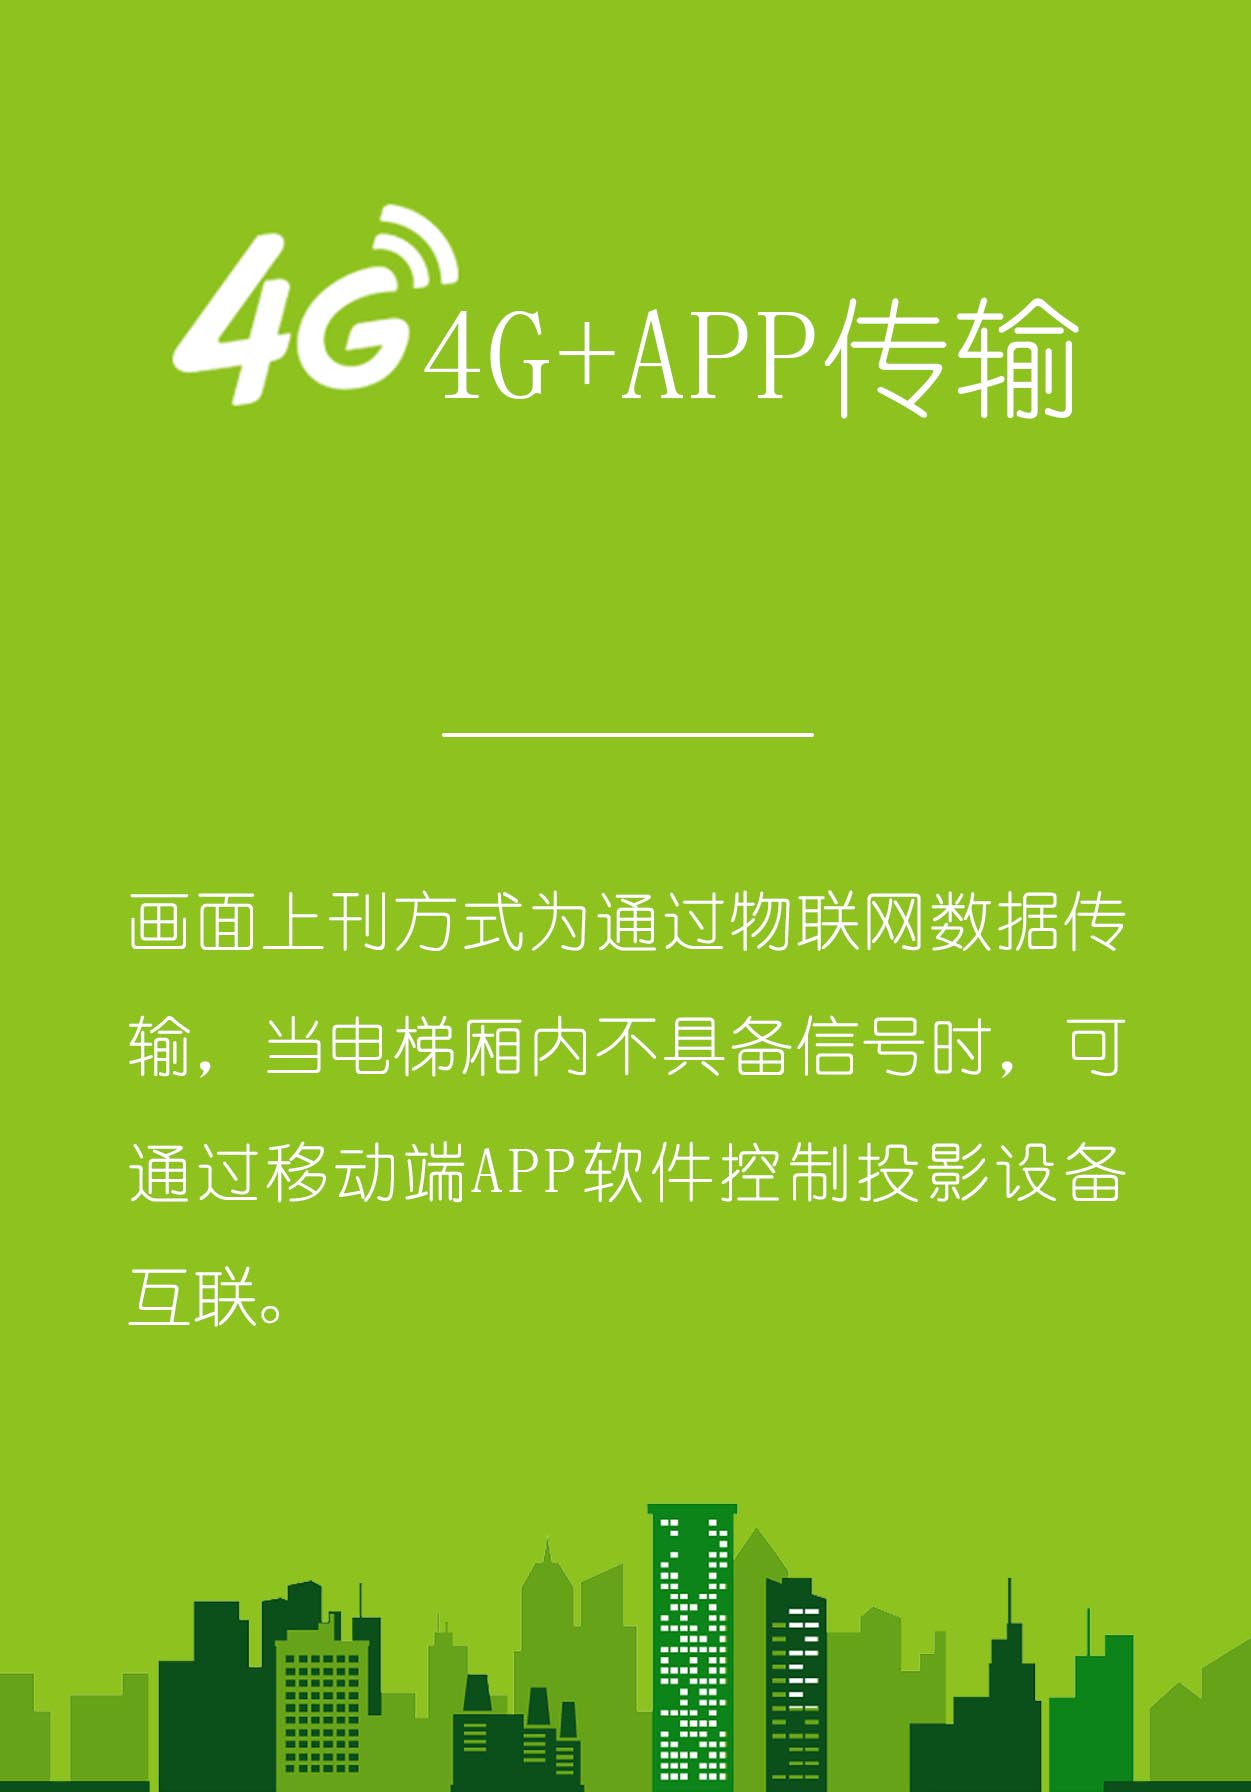 4G 4G+APP传输
画面上刊方式为通过物联网数据传
输，当电梯厢内不具备信号时，可
通过移动端APP软件控制投影设备
互联。